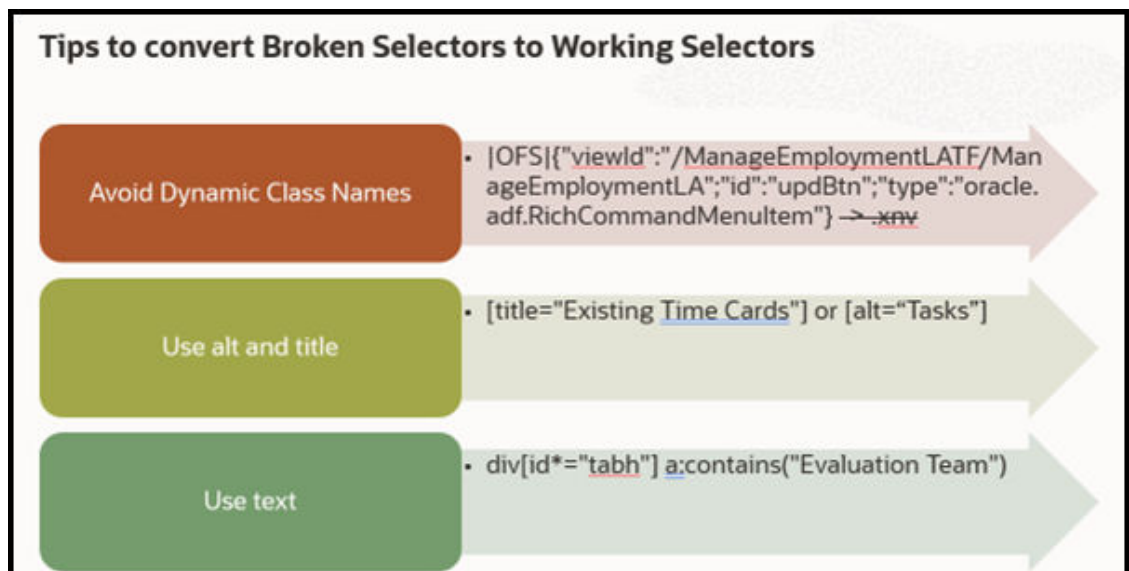 Tips to convert Broken Selectors to Working Selectors
Avoid Dynamic Class Names
• |OFS|{"viewId":"/ManageEmploymentLATF/Man
ageEmploymentLA";"id":"updBtn";"type":"oracle.
adf.RichCommandMenuItem"} -> .xnv
Use alt and title
• [title="Existing Time Cards"] or [alt=“Tasks”]
Use text
• div[id*="tabh"] a:contains("Evaluation Team")